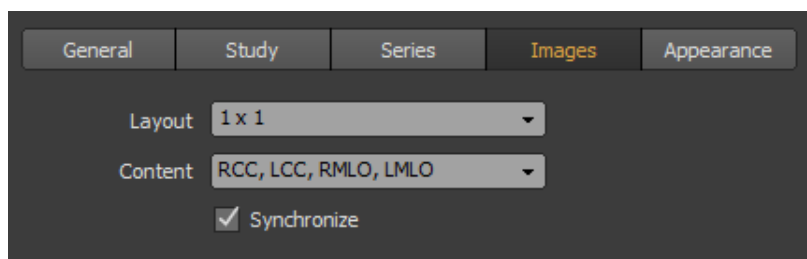 General Study Series Images Appearance
Layout 1 x 1
Content RCC, LCC, RMLO, LMLO
Synchronize